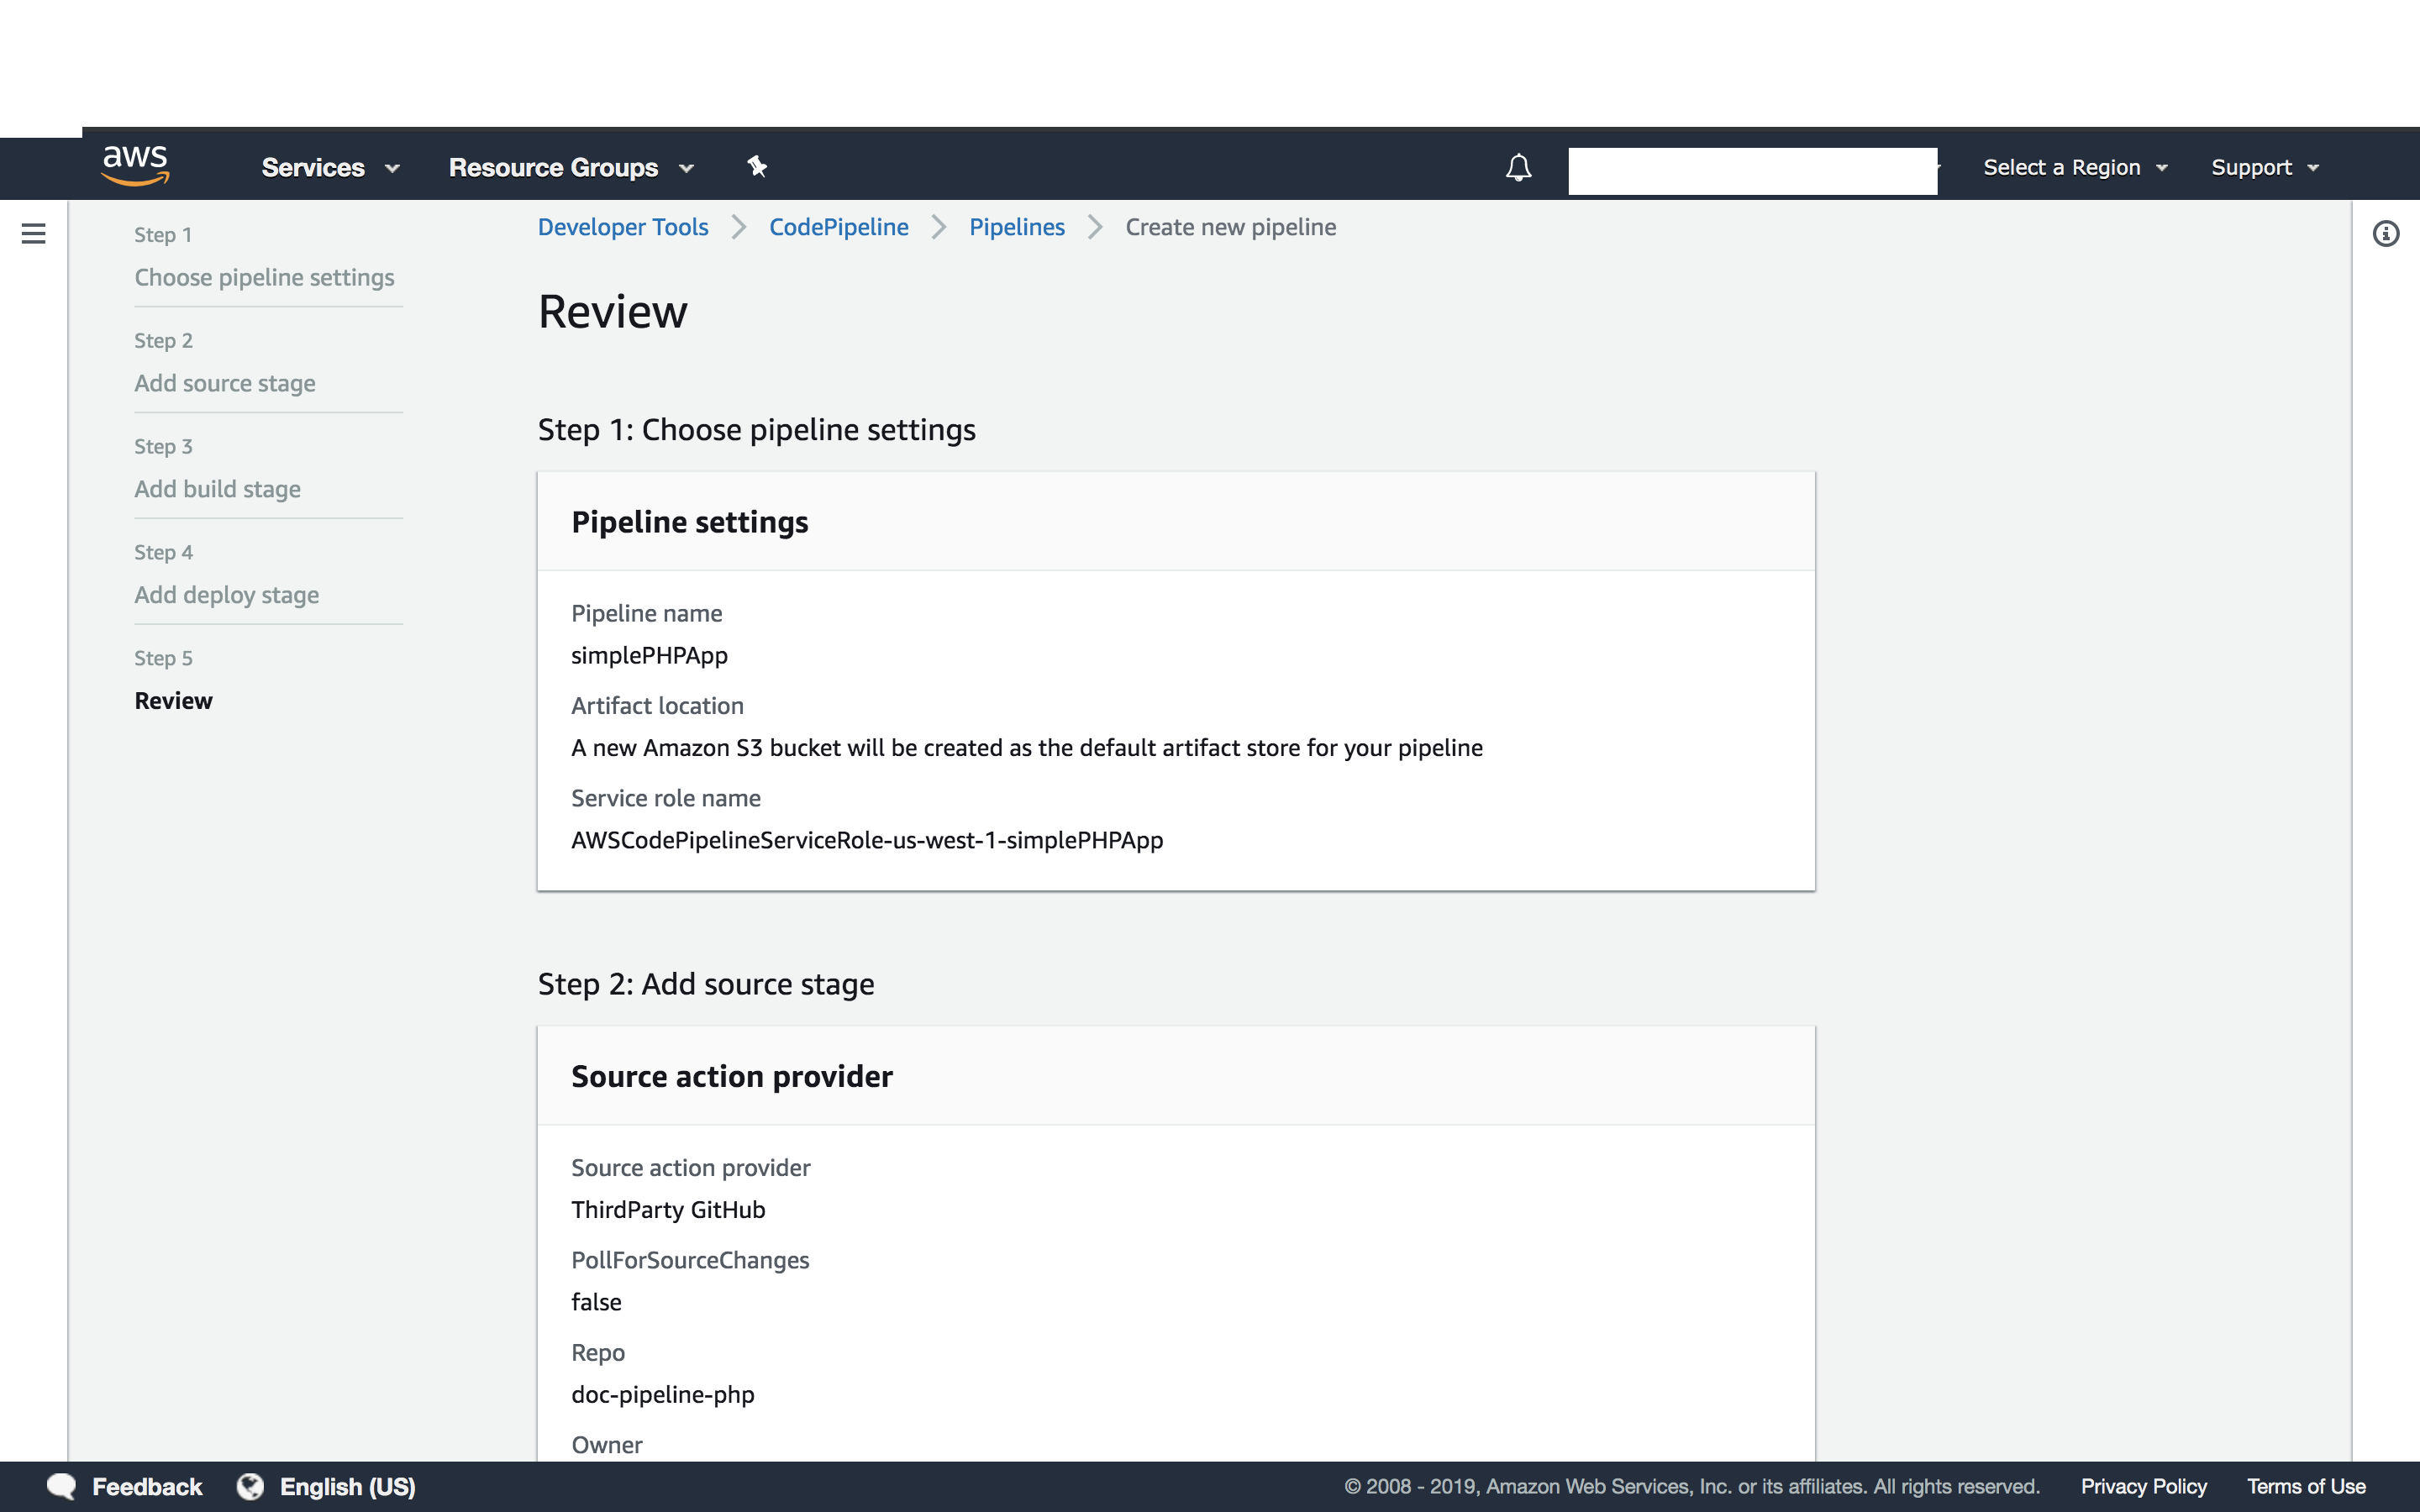 aws
Services
Resource Groups
Select a Region
Support
Step 1
Choose pipeline settings
Step 2
Add source stage
Step 3
Add build stage
Step 4
Add deploy stage
Step 5
Review
Developer Tools
CodePipeline
Pipelines
Create new pipeline
Review
Step 1: Choose pipeline settings
Pipeline settings
Pipeline name
simplePHPApp
Artifact location
A new Amazon S3 bucket will be created as the default artifact store for your pipeline
Service role name
AWSCodePipelineServiceRole-us-west-1-simplePHPApp
Step 2: Add source stage
Source action provider
Source action provider
ThirdParty GitHub
PollForSourceChanges
false
Repo
doc-pipeline-php
Owner
Feedback
English (US)
© 2008 - 2019, Amazon Web Services, Inc. or its affiliates. All rights reserved.
Privacy Policy
Terms of Use